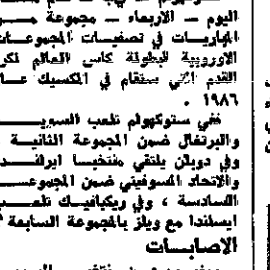 اليوم – الاربعاء – مجموعة من
المباريات في تصفيات المجموعات
الاوروبية لبطولة كاس العالم لكرة
القدم التي ستقام في المكسيك عام
١٩٨٦ .
ففي ستوكهولم تلعب السويد
والبرتغال ضمن المجموعة الثانية
وفي دوبلن يلتقي منتخبا ايرلندا
والاتحاد السوفيتي ضمن المجموعة
السادسة ، وفي ريكيافيك تلعب
ايسلندا مع ويلز بالمجموعة السابعة
الاصابات